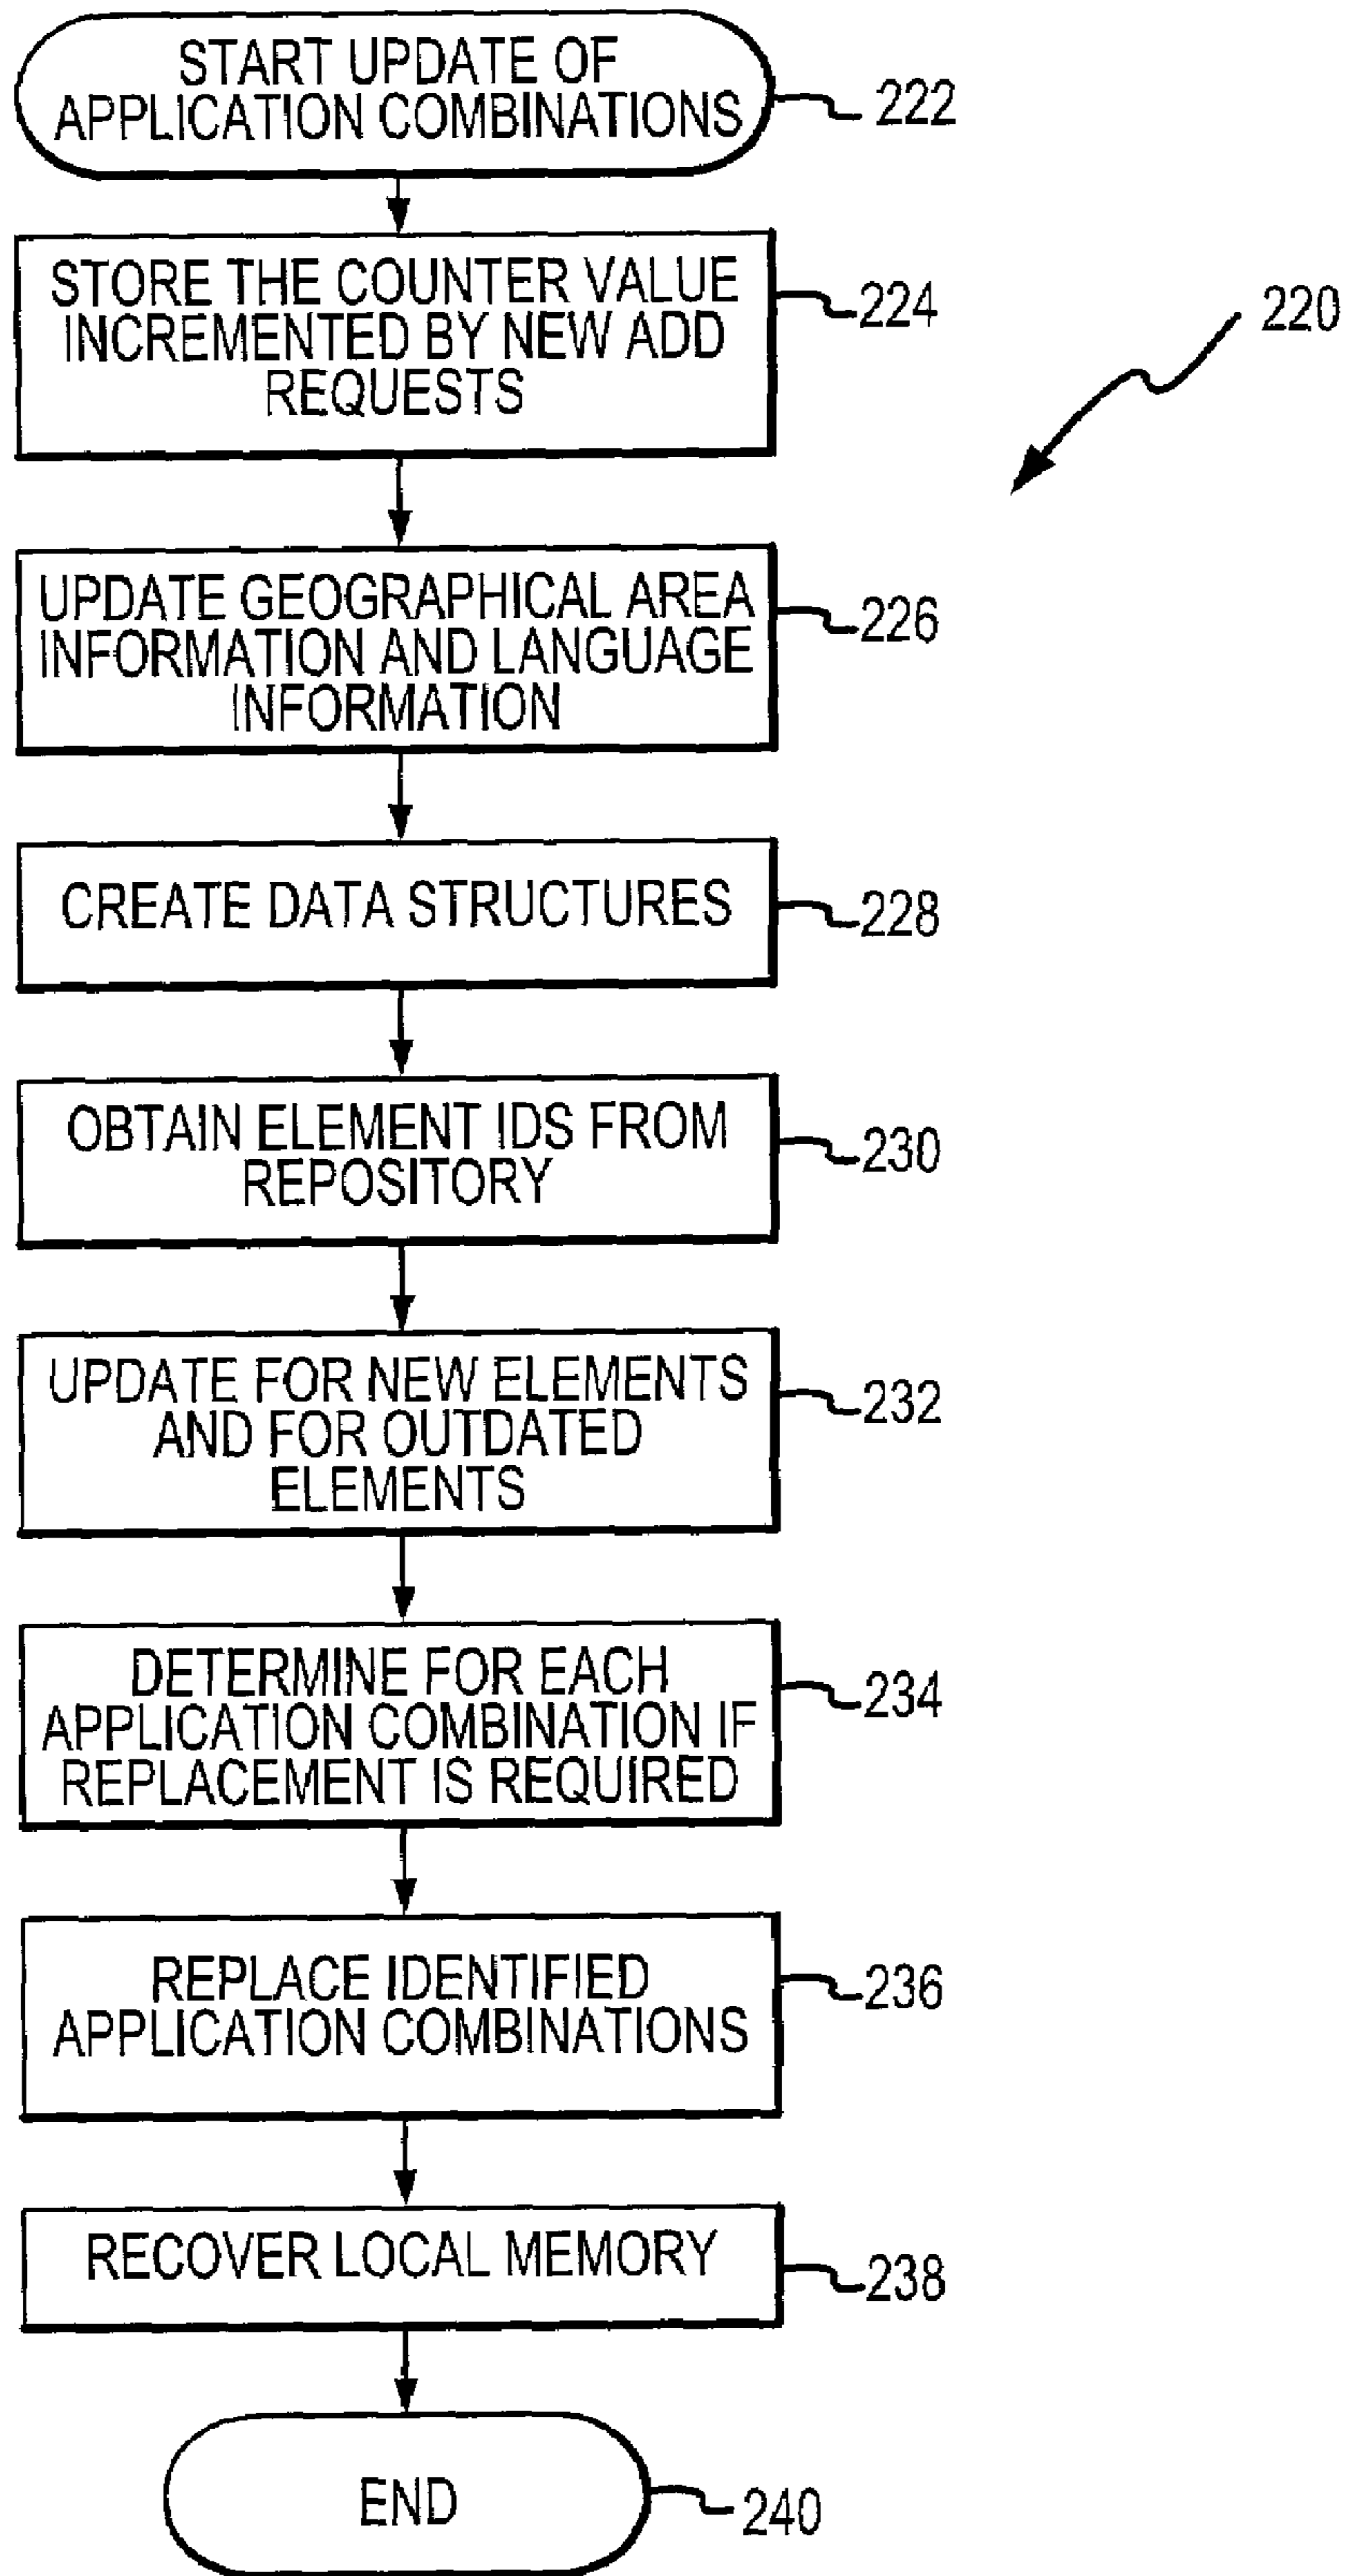 START UPDATE OF
APPLICATION COMBINATIONS
222
STORE THE COUNTER VALUE
INCREMENTED BY NEW ADD
REQUESTS
224
220
UPDATE GEOGRAPHICAL AREA
INFORMATION AND LANGUAGE
INFORMATION
226
CREATE DATA STRUCTURES
228
OBTAIN ELEMENT IDS FROM
REPOSITORY
230
UPDATE FOR NEW ELEMENTS
AND FOR OUTDATED
ELEMENTS
232
DETERMINE FOR EACH
APPLICATION COMBINATION IF
REPLACEMENT IS REQUIRED
234
REPLACE IDENTIFIED
APPLICATION COMBINATIONS
236
RECOVER LOCAL MEMORY
238
END
240